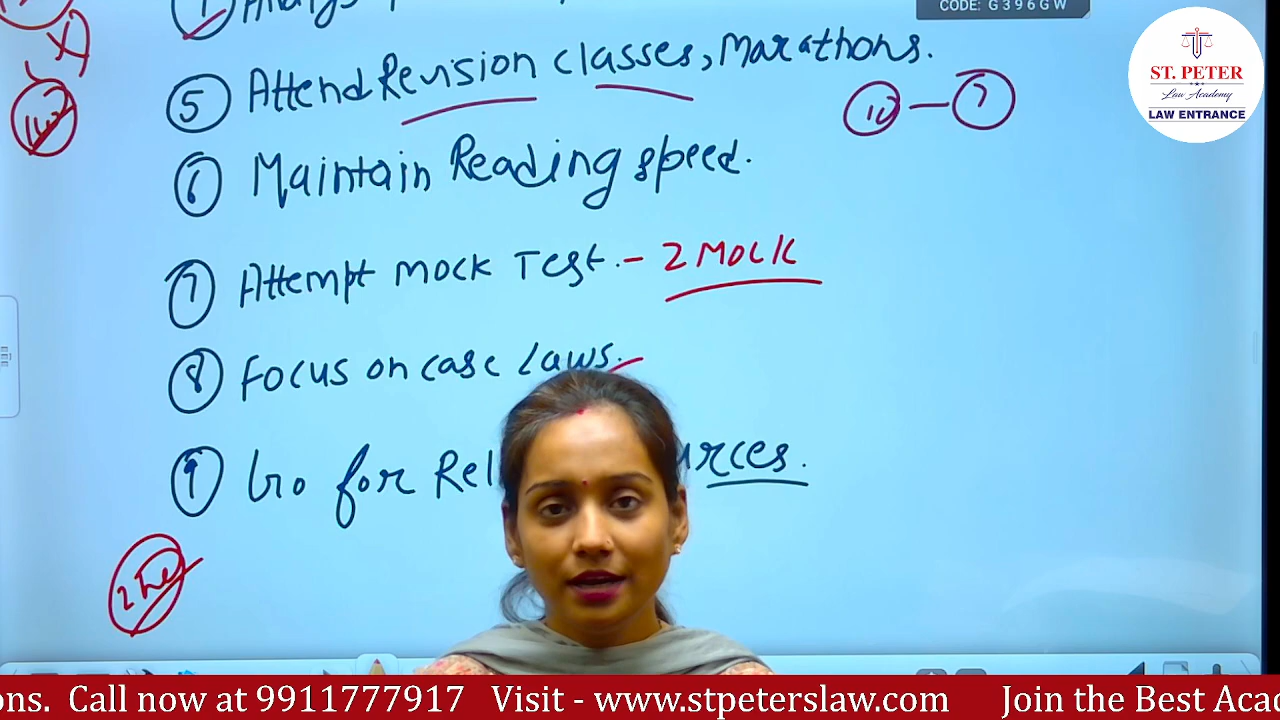 CODE: G396GW
ST. PETER
Law Academy
LAW ENTRANCE
5 Attend Revision classes, Marathons.
10 — 7
6 Maintain Reading speed.
7 Attempt Mock Test. - 2 Mock
8 Focus on case laws.
9 Go for Rel urces.
ons. Call now at 9911777917 Visit - www.stpeterslaw.com Join the Best Aca